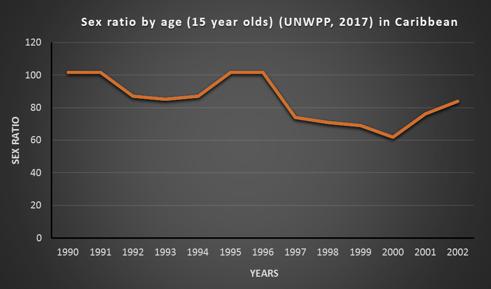 Sex ratio by age (15 year olds) (UNWPP, 2017) in Caribbean
120
100
80
60
40
20
0
SEX RATIO
1990 1991 1992 1993 1994 1995 1996 1997 1998 1999 2000 2001 2002
YEARS